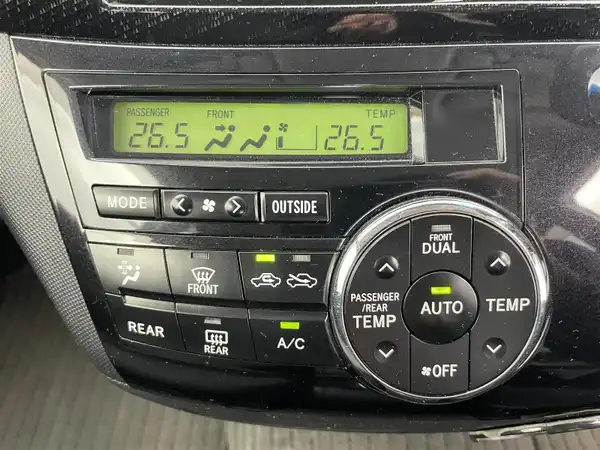 PASSENGER FRONT TEMP
26.5 26.5
MODE OUTSIDE
FRONT
DUAL
FRONT
PASSENGER
/REAR
TEMP
AUTO
TEMP
REAR
REAR
A/C
OFF